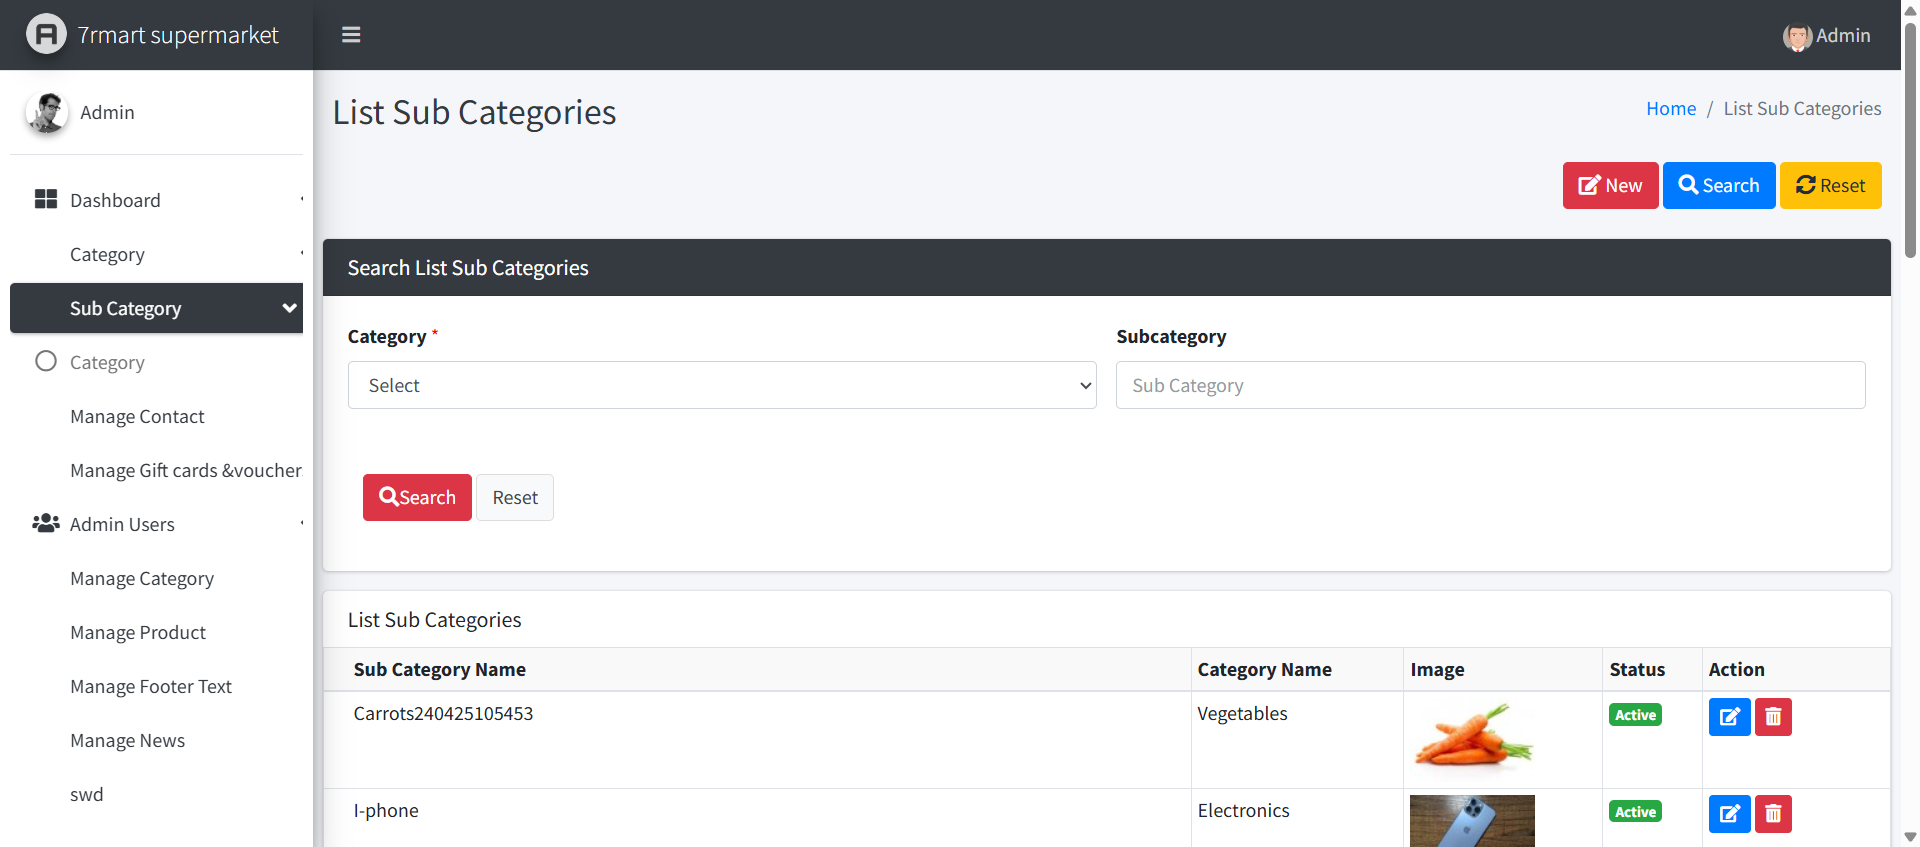 7rmart supermarket
Admin
Admin
Dashboard
Category
Sub Category
Category
Manage Contact
Manage Gift cards &voucher
Admin Users
Manage Category
Manage Product
Manage Footer Text
Manage News
swd
List Sub Categories
Home / List Sub Categories
New Search Reset
Search List Sub Categories
Category * Subcategory
Select Sub Category
Search Reset
List Sub Categories
Sub Category Name Category Name Image Status Action
Carrots240425105453 Vegetables Active
I-phone Electronics Active